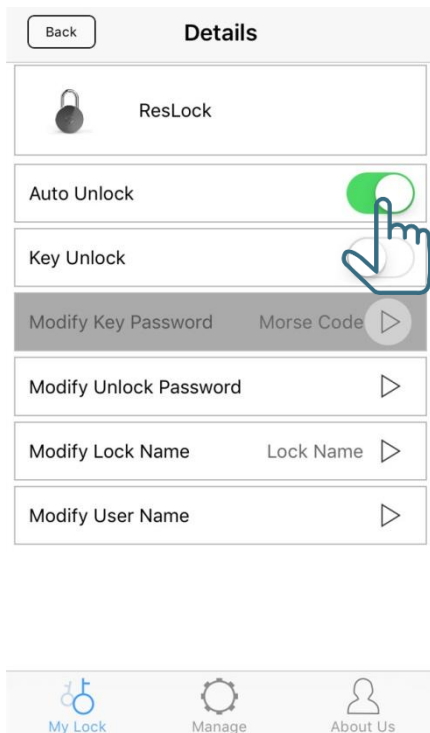 Back Details
ResLock
Auto Unlock
Key Unlock
Modify Key Password Morse Code
Modify Unlock Password
Modify Lock Name Lock Name
Modify User Name
My Lock Manage About Us